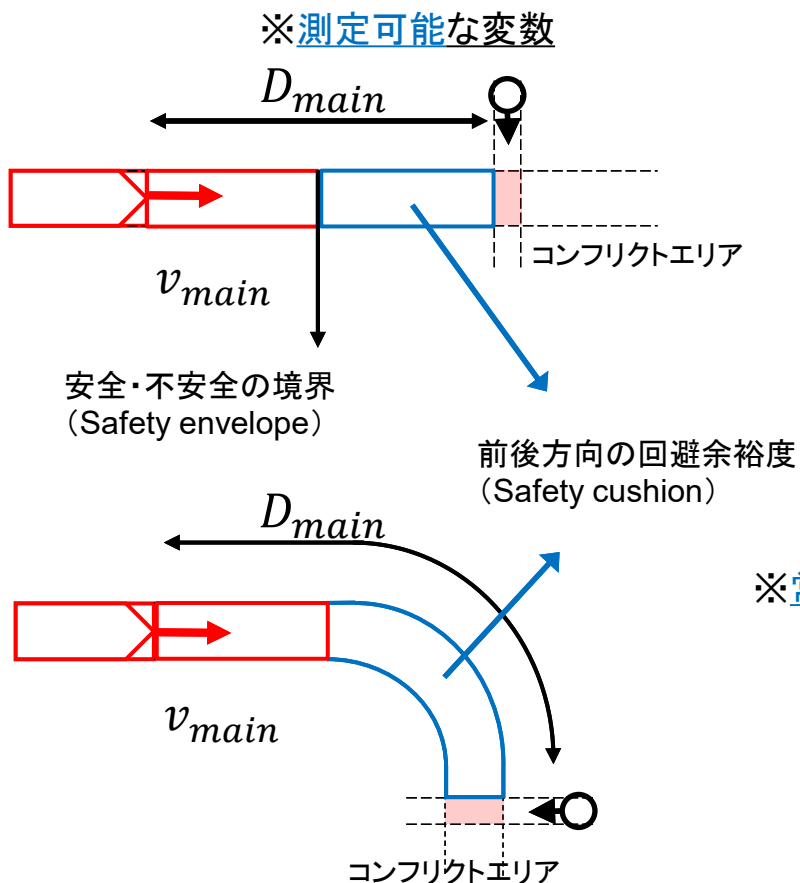 ※測定可能な変数
D_main
コンフリクトエリア
v_main
安全・不安全の境界
（Safety envelope）
前後方向の回避余裕度
（Safety cushion）
D_main
※
v_main
コンフリクトエリア